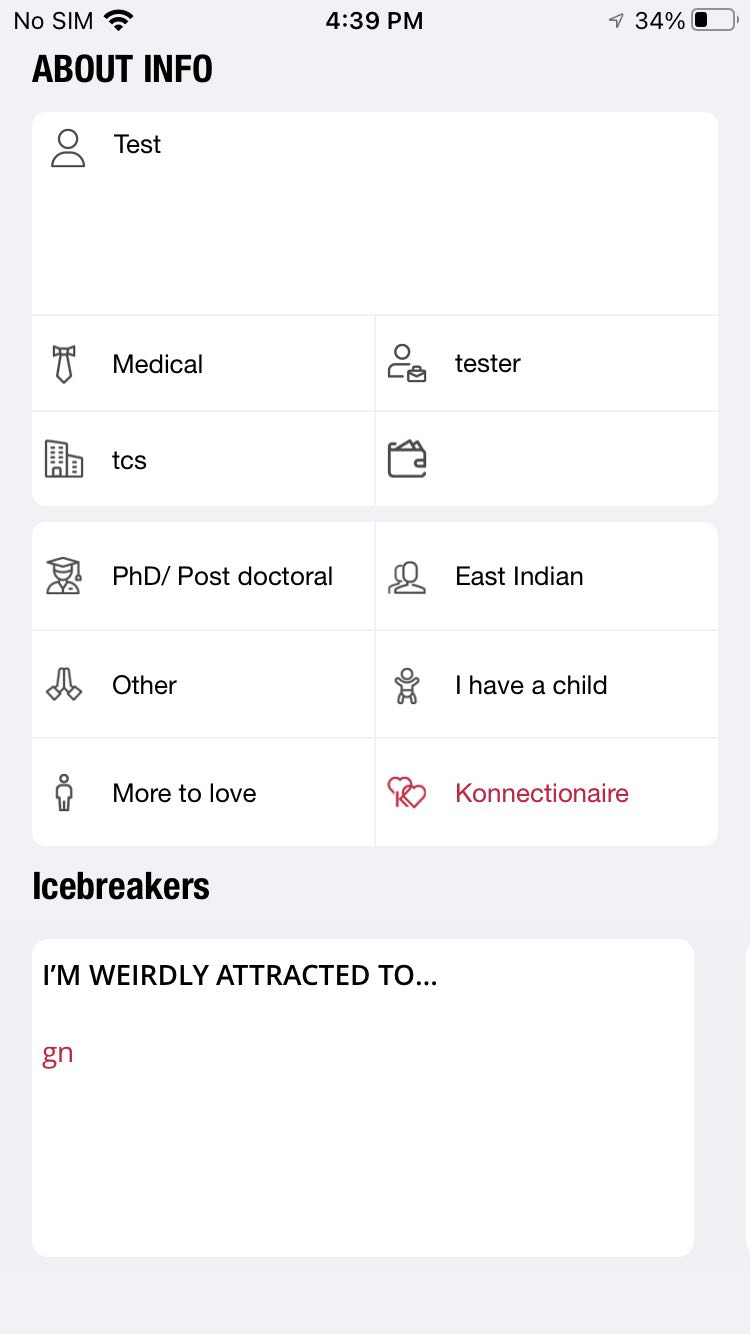 No SIM 4:39 PM 34%
ABOUT INFO
Test
Medical
tester
tcs
PhD/ Post doctoral
East Indian
Other
I have a child
More to love
Konnectionaire
Icebreakers
I'M WEIRDLY ATTRACTED TO...
gn